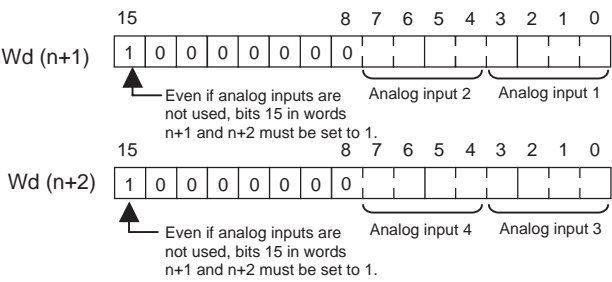 15 8 7 6 5 4 3 2 1 0
Wd (n+1) 1 0 0 0 0 0 0 0
Analog input 2 Analog input 1
Even if analog inputs are
not used, bits 15 in words
n+1 and n+2 must be set to 1.
15 8 7 6 5 4 3 2 1 0
Wd (n+2) 1 0 0 0 0 0 0 0
Analog input 4 Analog input 3
Even if analog inputs are
not used, bits 15 in words
n+1 and n+2 must be set to 1.